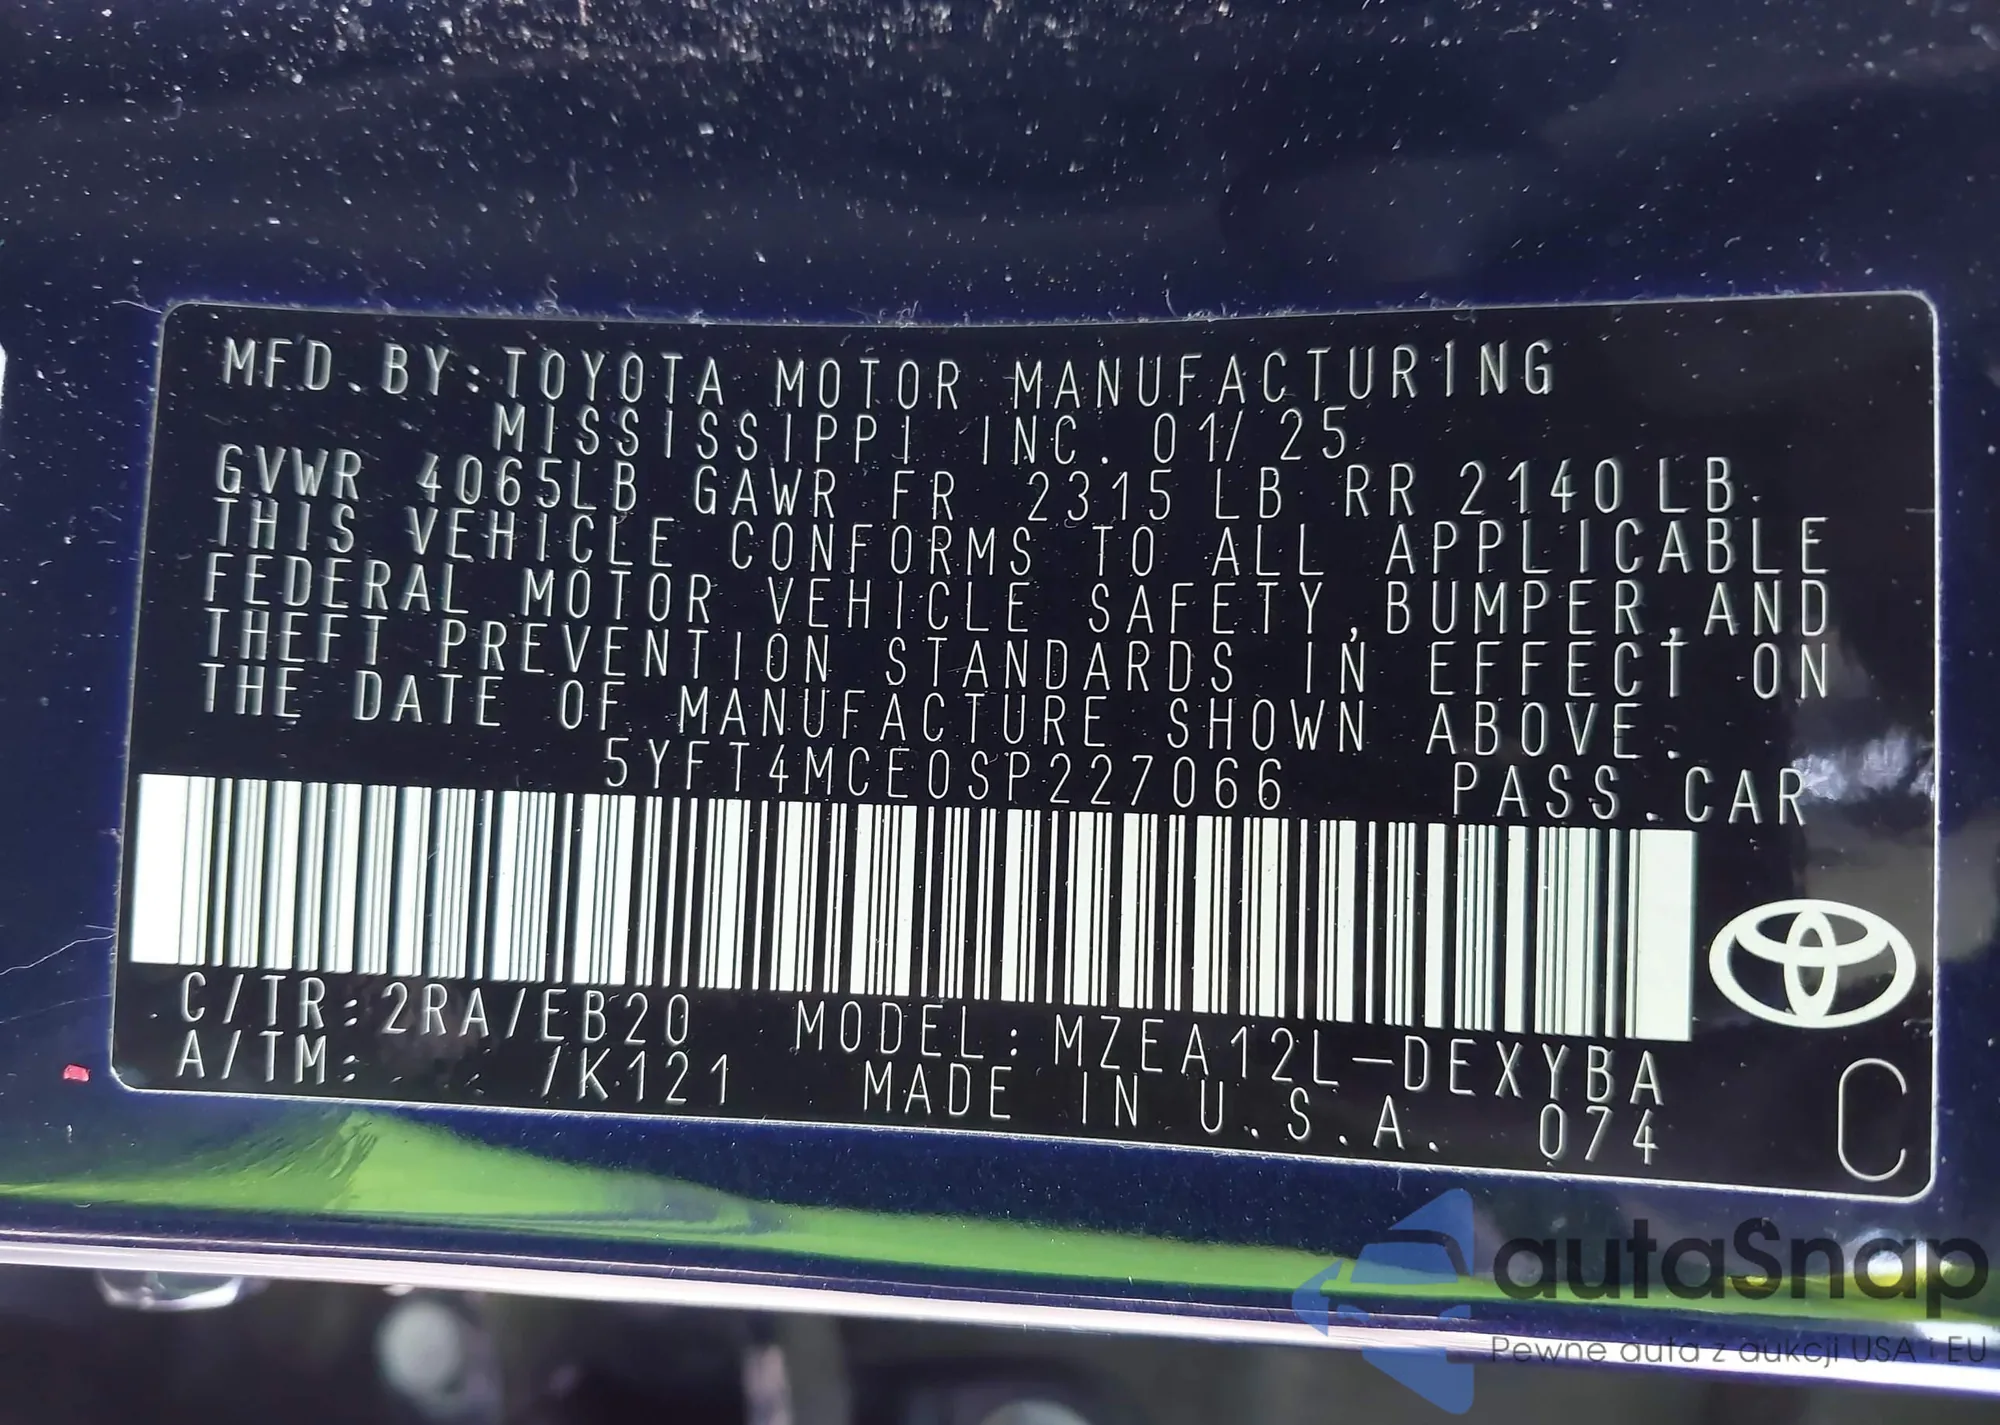 MFD.BY:TOYOTA MOTOR MANUFACTURING
MISSISSIPPI INC. 01/25
GVWR 4065LB GAWR FR 2315 LB RR 2140 LB
THIS VEHICLE CONFORMS TO ALL APPLICABLE
FEDERAL MOTOR VEHICLE SAFETY,BUMPER,AND
THEFT PREVENTION STANDARDS IN EFFECT ON
THE DATE OF MANUFACTURE SHOWN ABOVE.
5YFT4MCE0SP227066 PASS.CAR
C/TR:2RA/EB20 MODEL:MZEA12L-DEXYBA
A/TM: /K121 MADE IN U.S.A. 074 C
autaSnap
Pewne auta z aukcji USA i EU